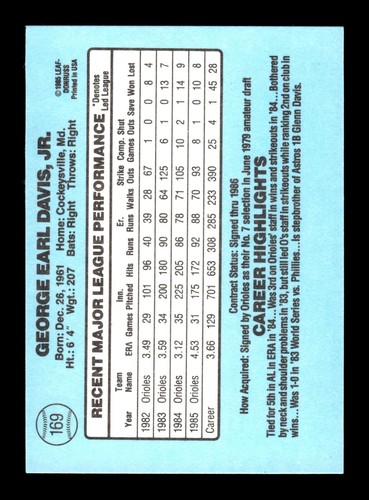 169
GEORGE EARL DAVIS, JR.
©1985 LEAF-
DONRUSS
Printed in USA
Born: Dec. 26, 1961 Home: Cockeysville, Md.
Ht.: 6'4" Wgt.: 207 Bats: Right Throws: Right
RECENT MAJOR LEAGUE PERFORMANCE *Denotes Led League
Team Inn. Er. Strike Comp. Shut
Year Name ERA Games Pitched Hits Runs Runs Walks Outs Games Outs Save Won Lost
1982 Orioles 3.49 29 101 96 40 39 28 67 1 0 0 8 4
1983 Orioles 3.59 34 200 180 90 80 64 125 6 1 0 13 7
1984 Orioles 3.12 35 225 205 86 78 71 105 10 2 1 14 9
1985 Orioles 4.53 31 175 172 92 88 70 93 8 1 0 10 8
Career 3.66 129 701 653 308 285 233 390 25 4 1 45 28
Contract Status: Signed thru 1986
How Acquired: Signed by Orioles as their No. 7 selection in June 1979 amateur draft
CAREER HIGHLIGHTS
Tied for 5th in AL in ERA in '84...Was 3rd on Orioles' staff in wins and strikeouts in '84...Bothered
by neck and shoulder problems in '83, but still led O's staff in strikeouts while ranking 2nd on club in
wins...Was 1-0 in '83 World Series vs. Phillies...Is stepbrother of Astros 1B Glenn Davis.